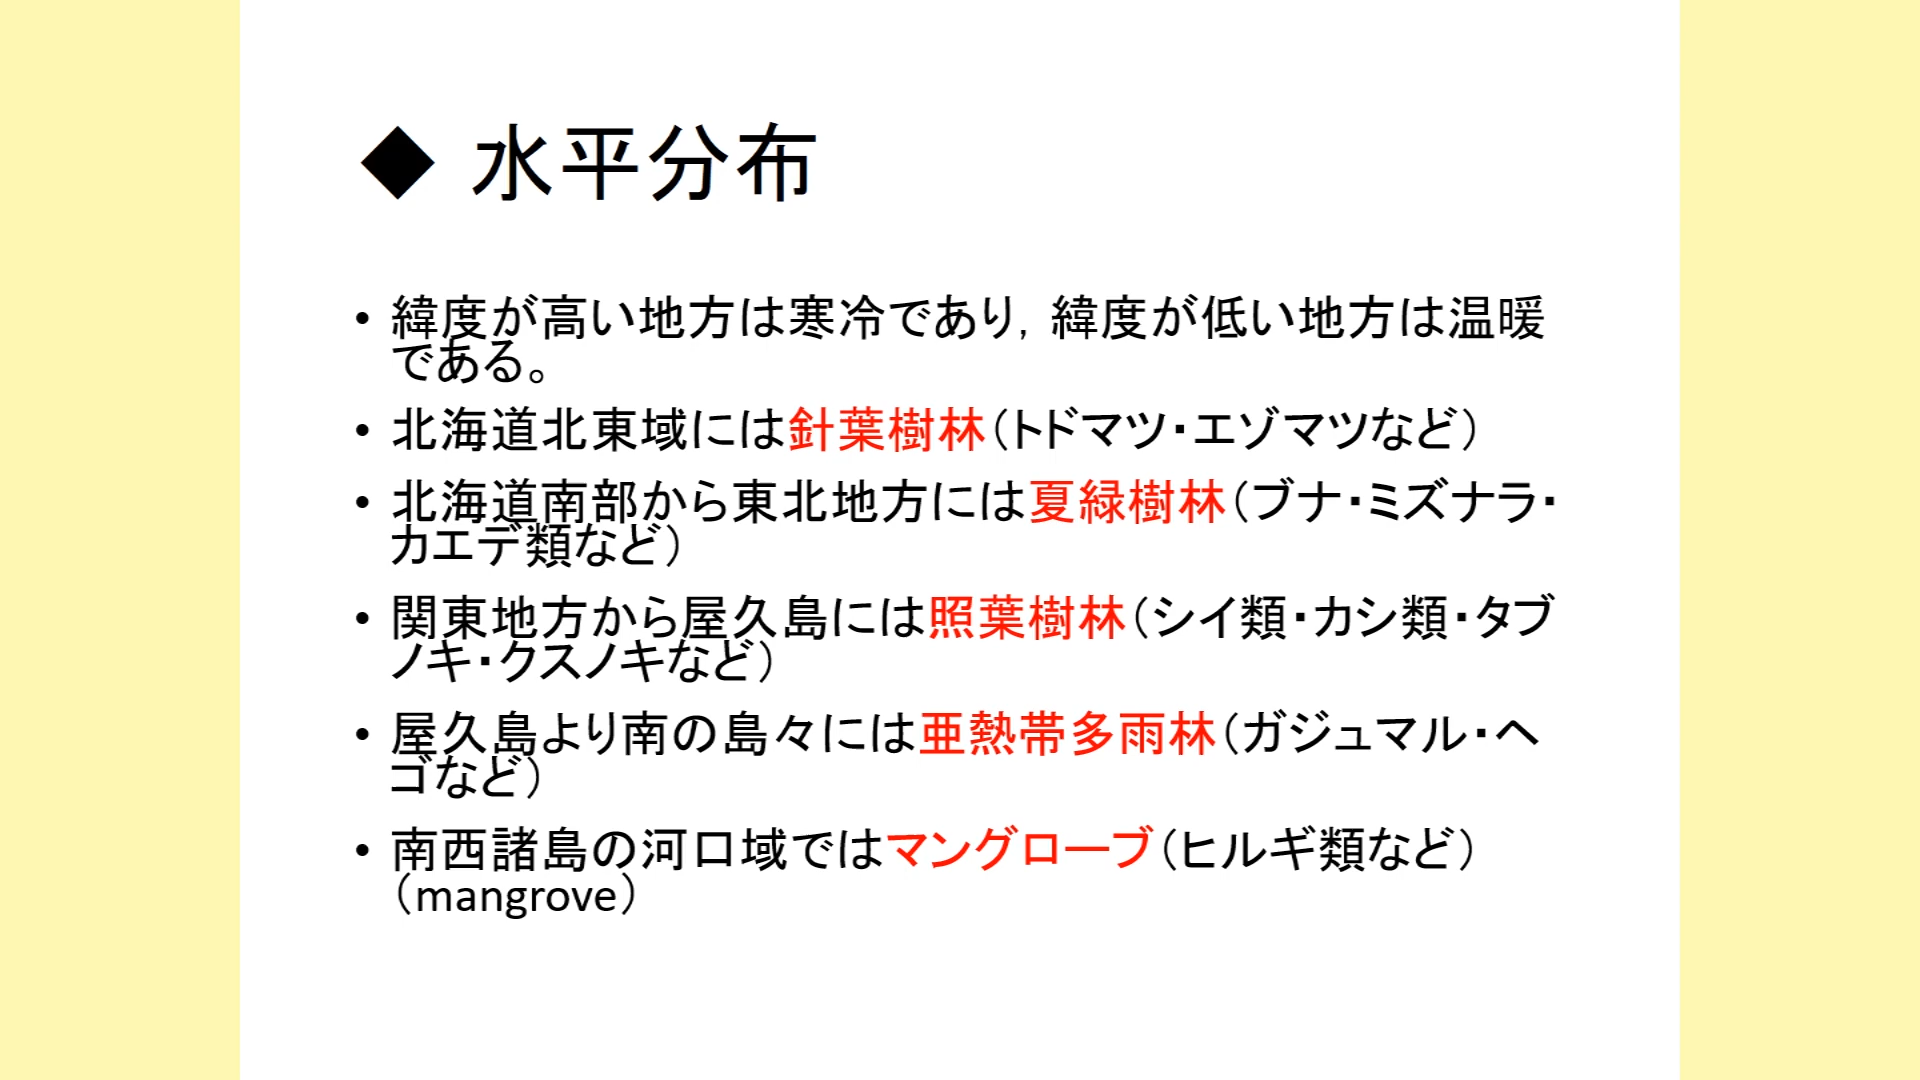 ◆ 水平分布
• 緯度が高い地方は寒冷であり，緯度が低い地方は温暖
である。
• 北海道北東域には針葉樹林（トドマツ・エゾマツなど）
• 北海道南部から東北地方には夏緑樹林（ブナ・ミズナラ・
カエデ類など）
• 関東地方から屋久島には照葉樹林（シイ類・カシ類・タブ
ノキ・クスノキなど）
• 屋久島より南の島々には亜熱帯多雨林（ガジュマル・ヘ
ゴなど）
• 南西諸島の河口域ではマングローブ（ヒルギ類など）
（mangrove）